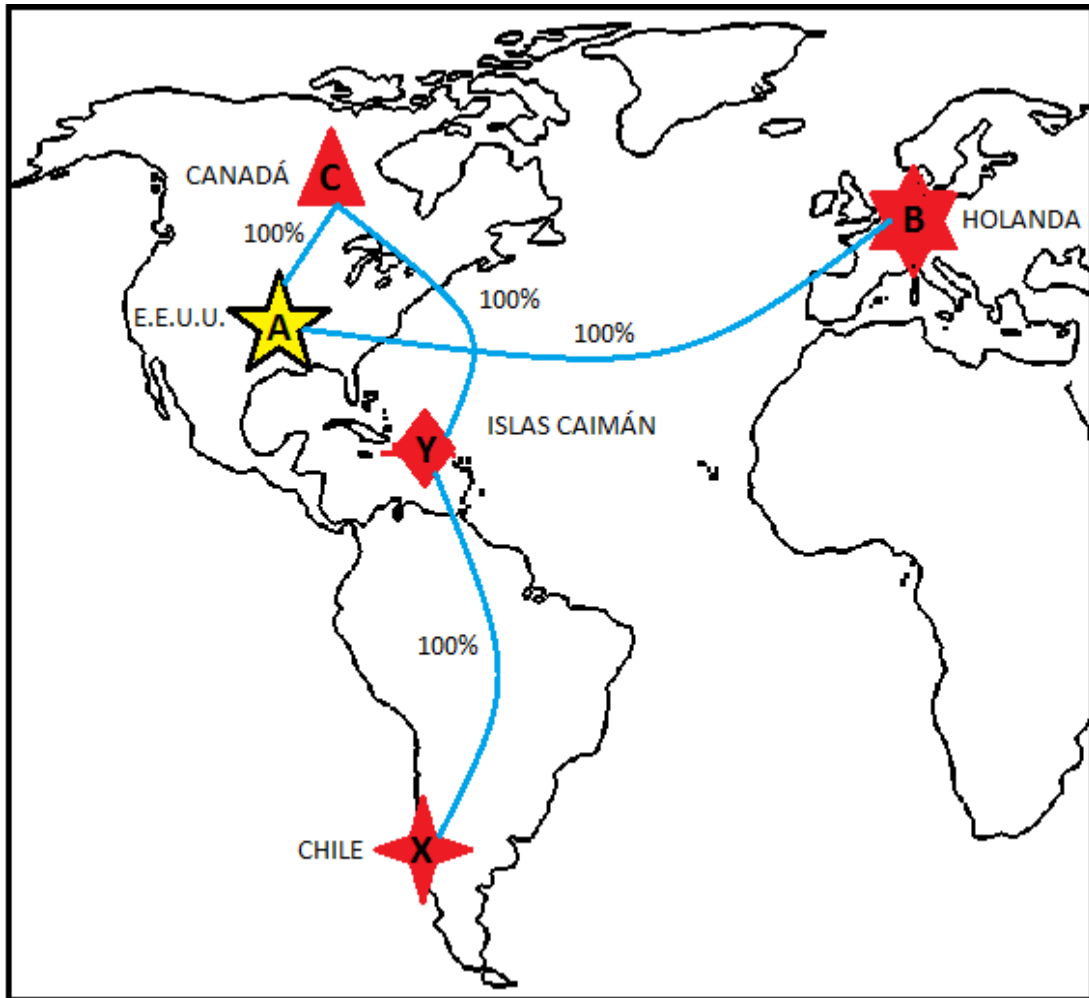 CANADÁ
C
100%
B
HOLANDA
100%
E.E.U.U.
A
100%
ISLAS CAIMÁN
Y
100%
CHILE
X